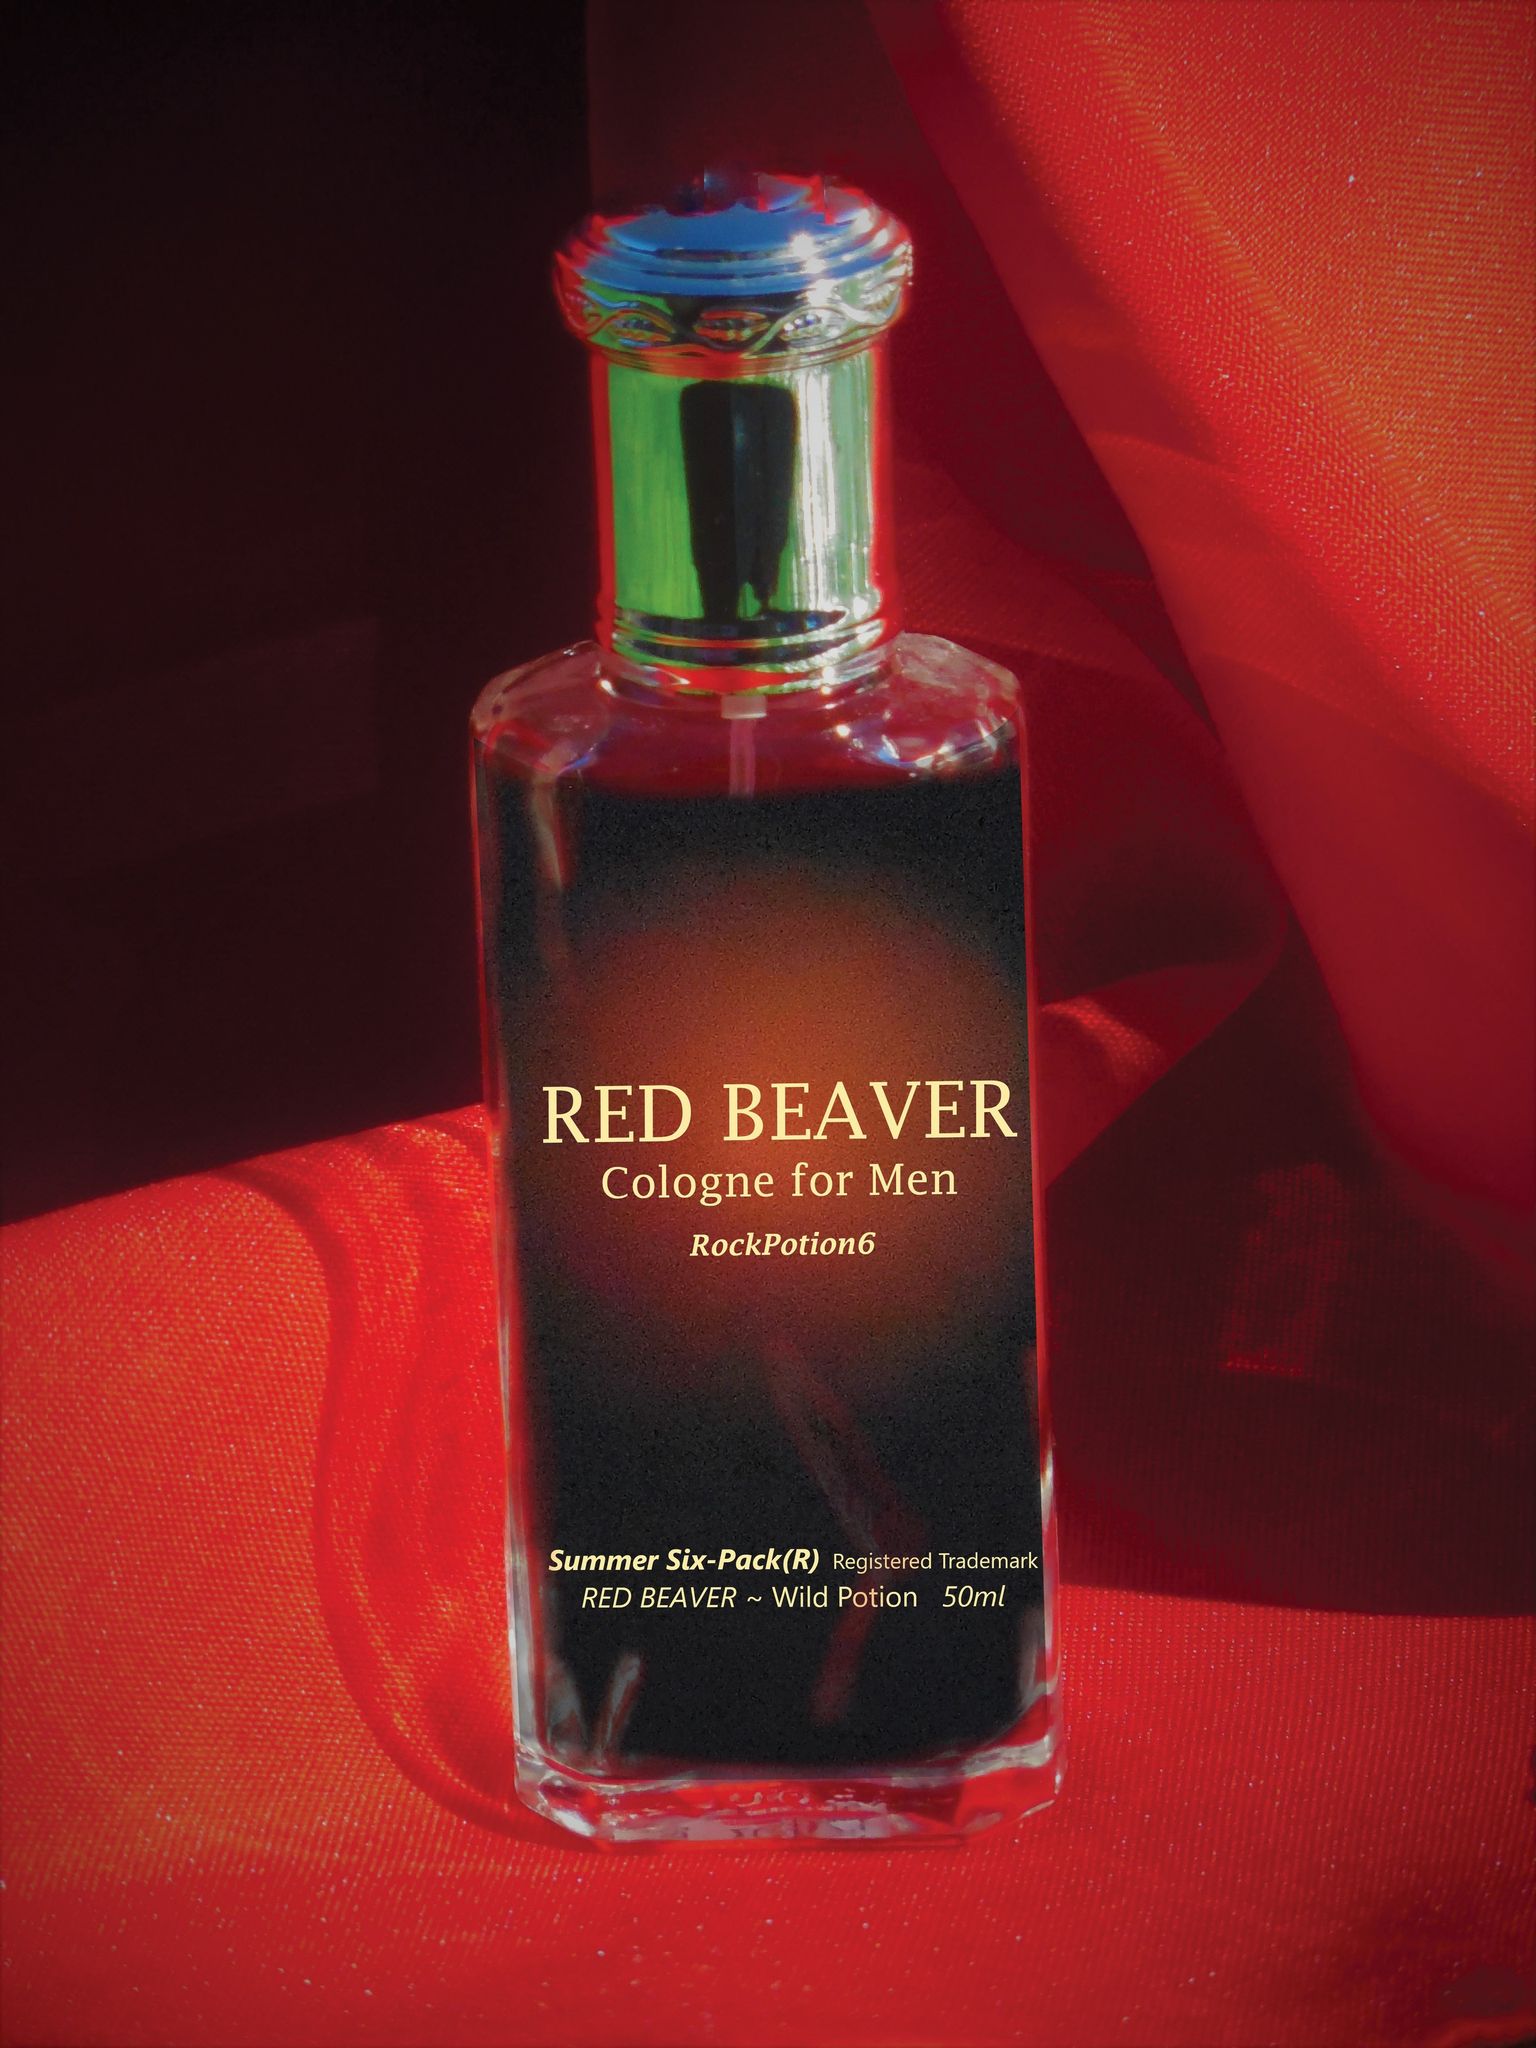 RED BEAVER
Cologne for Men
RockPotion6
Summer Six-Pack(R) Registered Trademark
RED BEAVER ~ Wild Potion 50ml